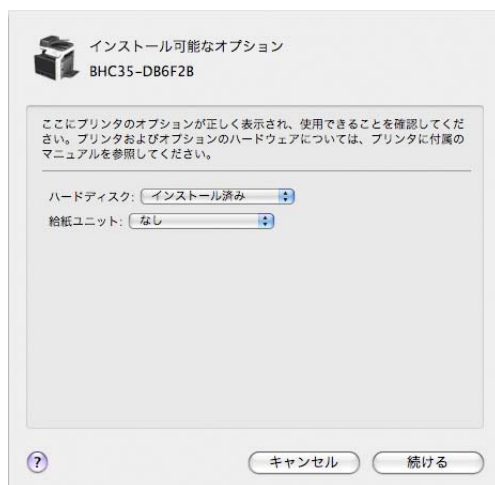 インストール可能なオプション
BHC35-DB6F2B
ここにプリンタのオプションが正しく表示され、使用できることを確認してくだ
さい。プリンタおよびオプションのハードウェアについては、プリンタに付属の
マニュアルを参照してください。
ハードディスク: インストール済み
給紙ユニット: なし
? キャンセル 続ける